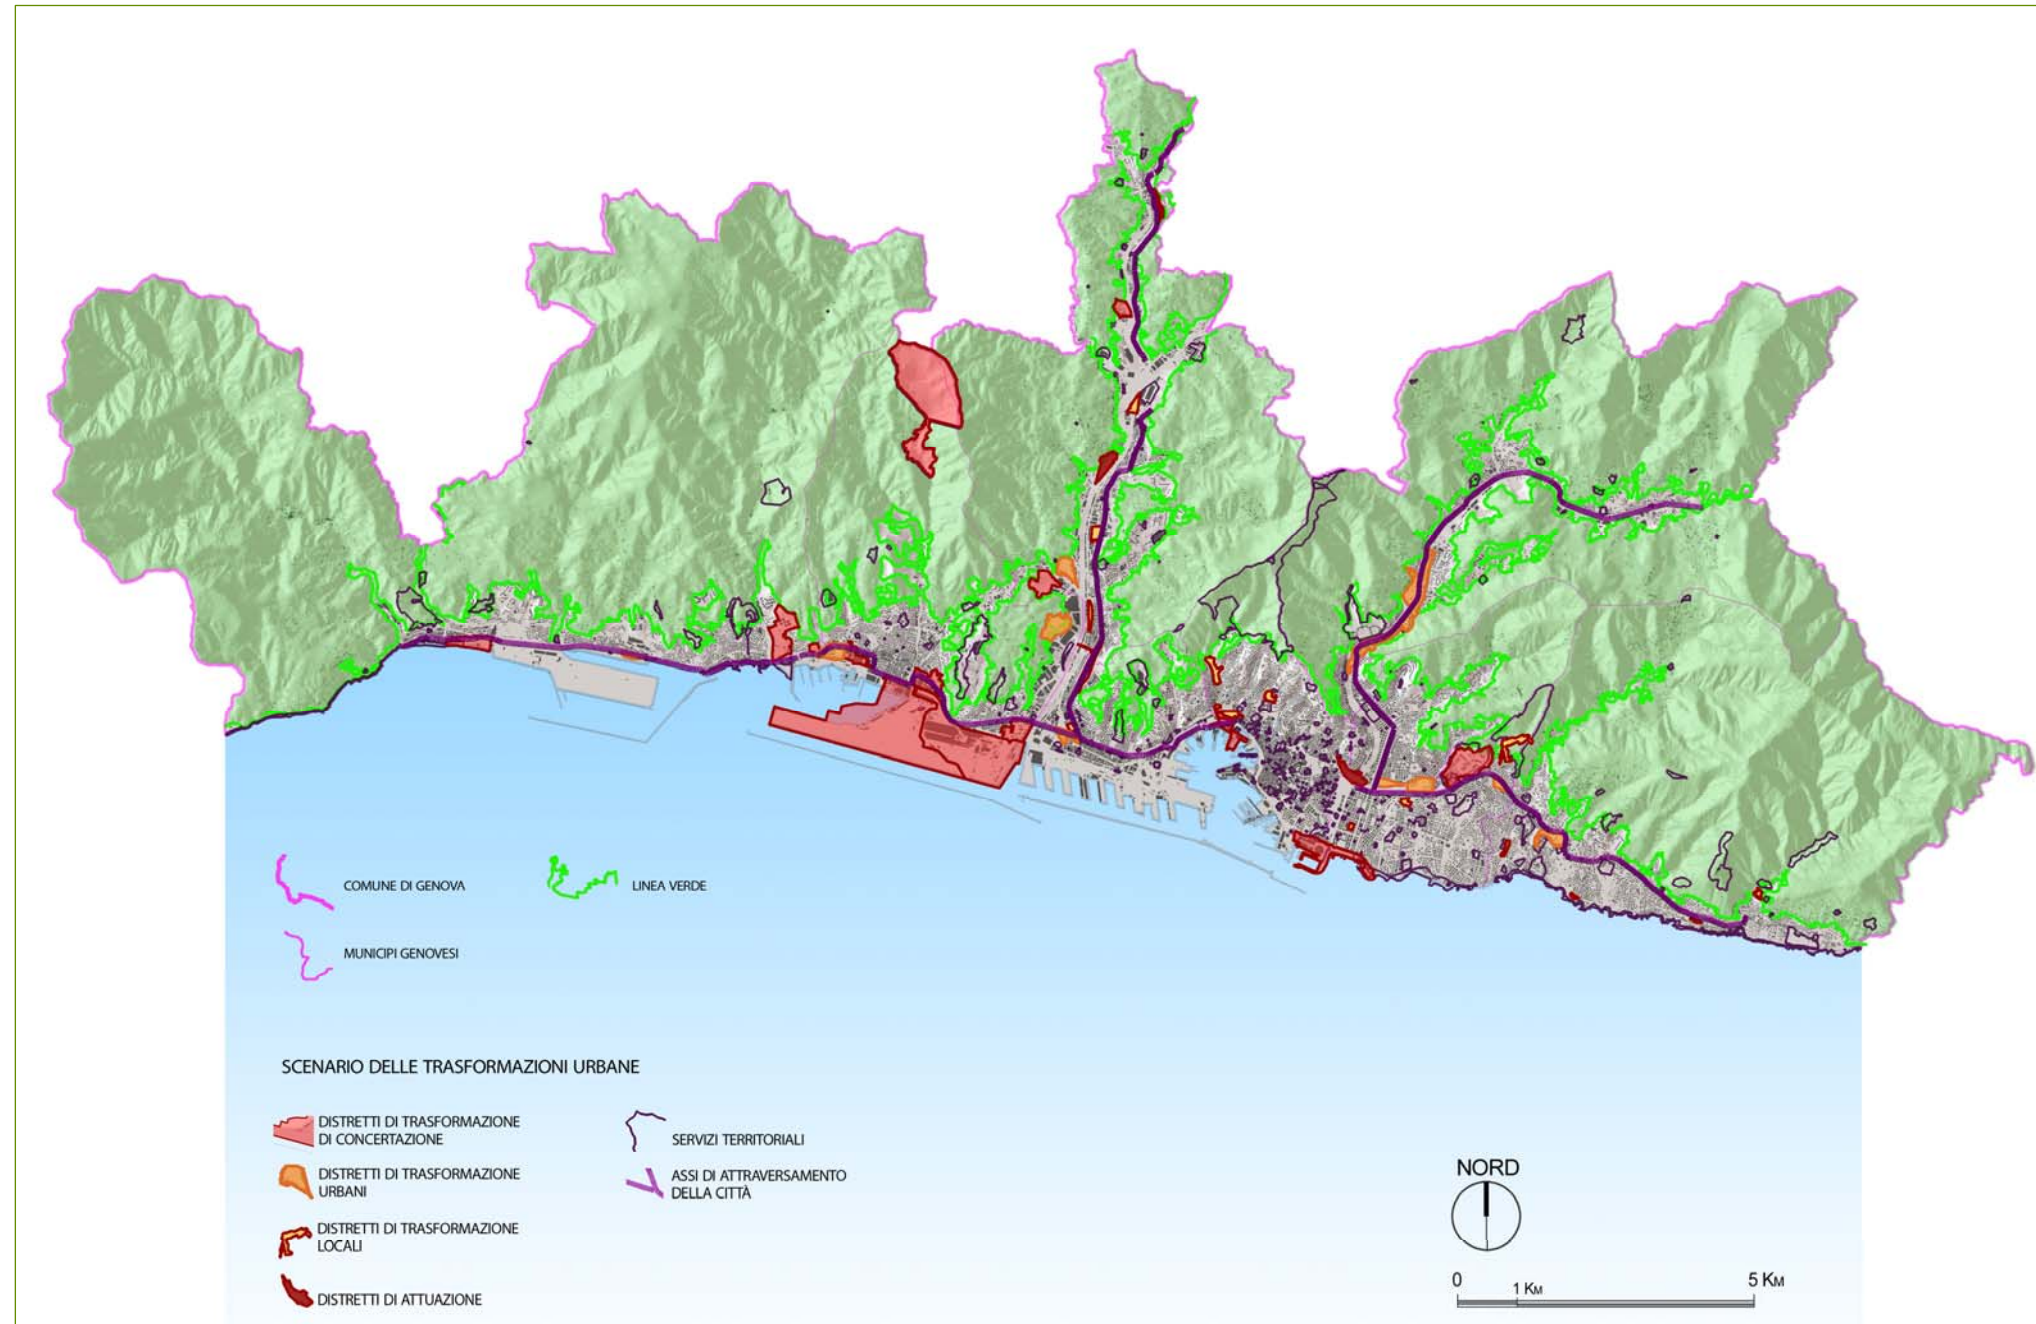 COMUNE DI GENOVA
LINEA VERDE
MUNICIPI GENOVESI
SCENARIO DELLE TRASFORMAZIONI URBANE
DISTRETTI DI TRASFORMAZIONE
DI CONCERTAZIONE
SERVIZI TERRITORIALI
DISTRETTI DI TRASFORMAZIONE
URBANI
ASSI DI ATTRAVERSAMENTO
DELLA CITTÀ
DISTRETTI DI TRASFORMAZIONE
LOCALI
DISTRETTI DI ATTUAZIONE
NORD
0 1 KM 5 KM